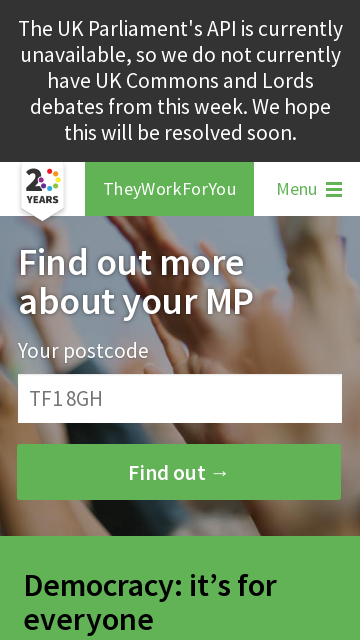 The UK Parliament's API is currently
unavailable, so we do not currently
have UK Commons and Lords
debates from this week. We hope
this will be resolved soon.
20
YEARS
TheyWorkForYou
Menu
Find out more
about your MP
Your postcode
TF1 8GH
Find out →
Democracy: it’s for
everyone